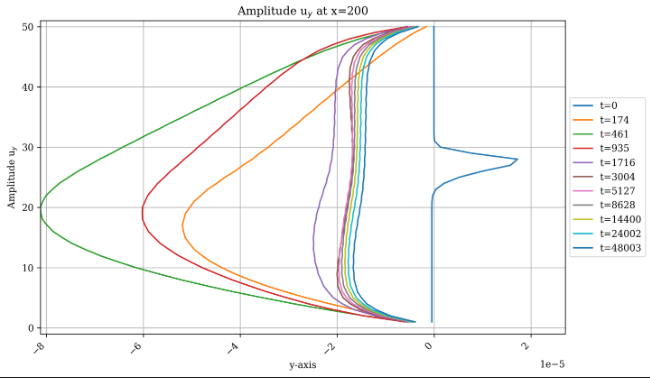 Amplitude u_y at x=200
50
40
30
20
10
0
Amplitude u_y
−8
−6
−4
−2
0
2
1e−5
y-axis
t=0
t=174
t=461
t=935
t=1716
t=3004
t=5127
t=8628
t=14400
t=24002
t=48003